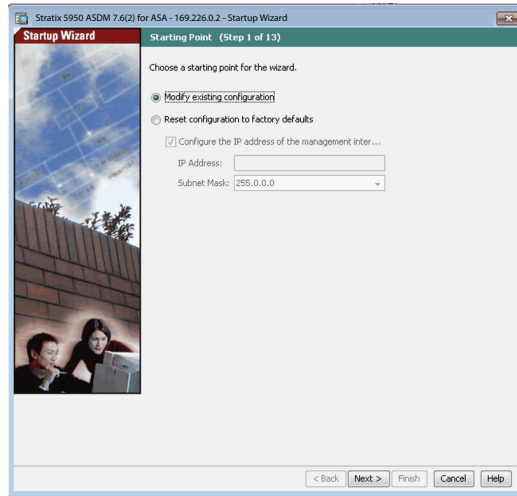 Stratix 5950 ASDM 7.6(2) for ASA - 169.226.0.2 - Startup Wizard
Startup Wizard
Starting Point (Step 1 of 13)
Choose a starting point for the wizard.
Modify existing configuration
Reset configuration to factory defaults
Configure the IP address of the management inter...
IP Address:
Subnet Mask: 255.0.0.0
< Back Next > Finish Cancel Help